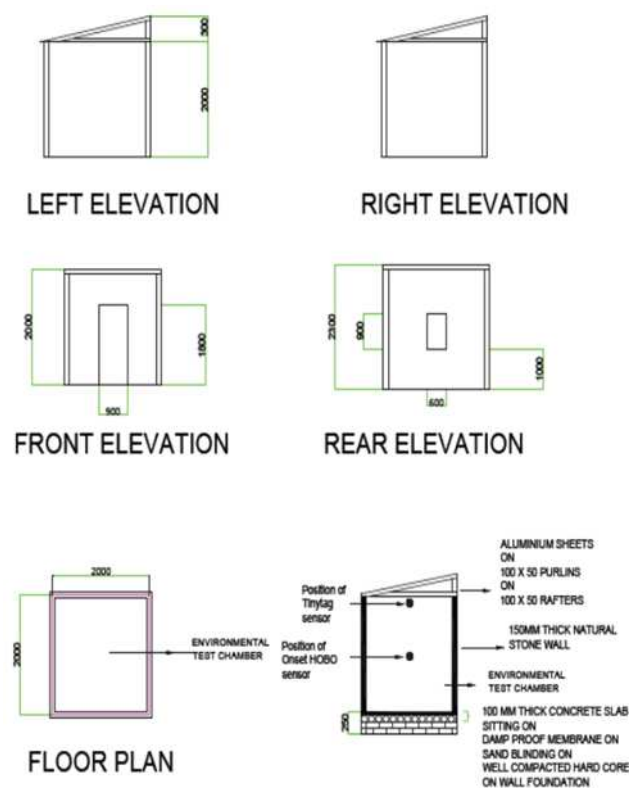 500
2000
LEFT ELEVATION
RIGHT ELEVATION
2000
1800
FRONT ELEVATION
2300
900
1000
600
REAR ELEVATION
2000
2000
ENVIRONMENTAL
TEST CHAMBER
FLOOR PLAN
Position of
Tinytag
sensor
Position of
Onset HOBO
sensor
250
ALUMINIUM SHEETS
ON
100 X 50 PURLINS
ON
100 X 50 RAFTERS
150MM THICK NATURAL
STONE WALL
ENVIRONMENTAL
TEST CHAMBER
100 MM THICK CONCRETE SLAB
SITTING ON
DAMP PROOF MEMBRANE ON
SAND BLINDING ON
WELL COMPACTED HARD CORE
ON WALL FOUNDATION